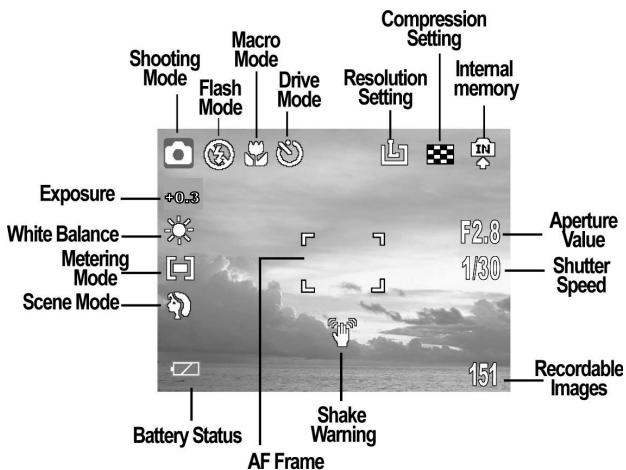 Compression
Setting
Macro
Mode
Internal
memory
Shooting
Mode
Flash
Mode
Drive
Mode
Resolution
Setting
L
IN
Exposure
+0.3
White Balance
F2.8
Aperture
Value
Metering
Mode
1/30
Shutter
Speed
Scene Mode
151
Recordable
Images
Battery Status
Shake
Warning
AF Frame